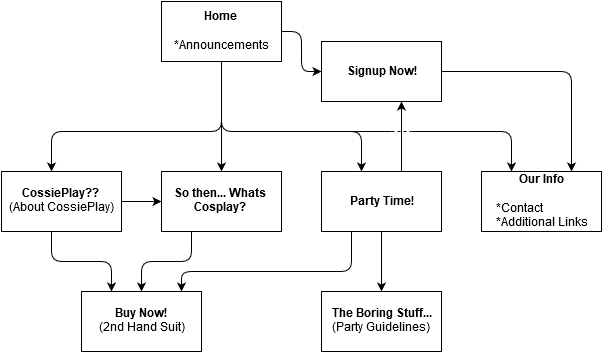 Home
*Announcements
Signup Now!
CossiePlay??
(About CossiePlay)
So then... Whats
Cosplay?
Party Time!
Our Info
*Contact
*Additional Links
Buy Now!
(2nd Hand Suit)
The Boring Stuff...
(Party Guidelines)